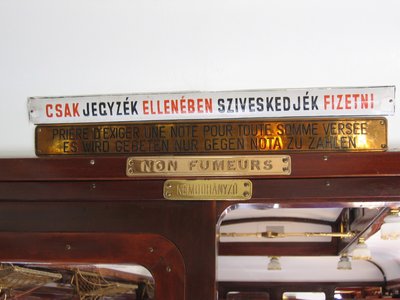 CSAK JEGYZÉK ELLENÉBEN SZIVESKEDJÉK FIZETNI
PRIÈRE D'EXIGER UNE NOTE POUR TOUTE SOMME VERSÉE
ES WIRD GEBETEN NUR GEGEN NOTA ZU ZAHLEN
NON FUMEURS
NEMDOHÁNYZÓ